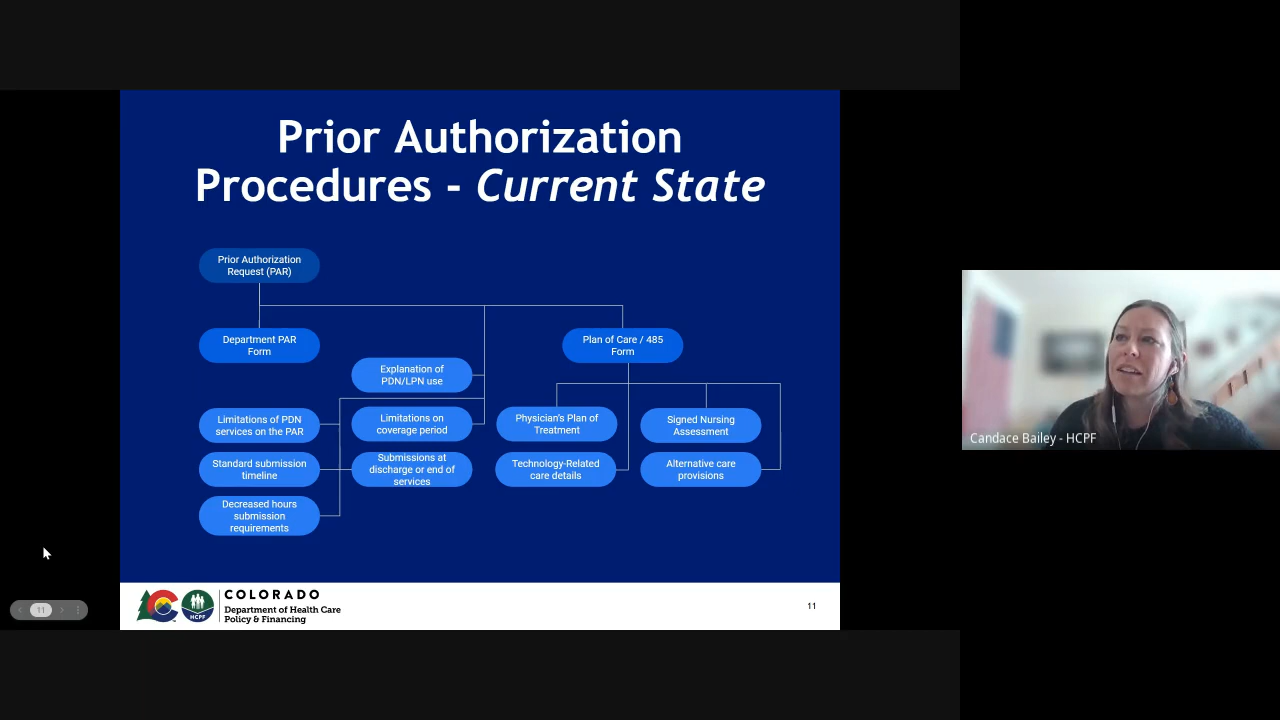 Prior Authorization
Procedures - Current State
Prior Authorization
Request (PAR)
Department PAR
Form
Plan of Care / 485
Form
Explanation of
PDN/LPN use
Limitations of PDN
services on the PAR
Limitations on
coverage period
Physician's Plan of
Treatment
Signed Nursing
Assessment
Standard submission
timeline
Submissions at
discharge or end of
services
Technology-Related
care details
Alternative care
provisions
Decreased hours
submission
requirements
HCPF
COLORADO
Department of Health Care
Policy & Financing
11
11
Candace Bailey - HCPF